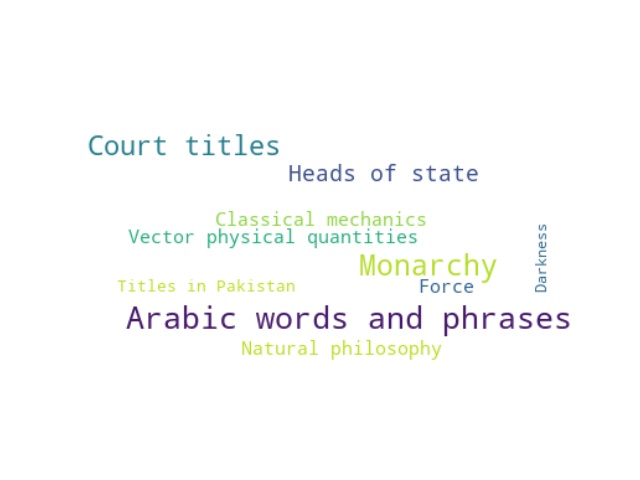 Court titles
Heads of state
Classical mechanics
Vector physical quantities
Darkness
Monarchy
Titles in Pakistan
Force
Arabic words and phrases
Natural philosophy